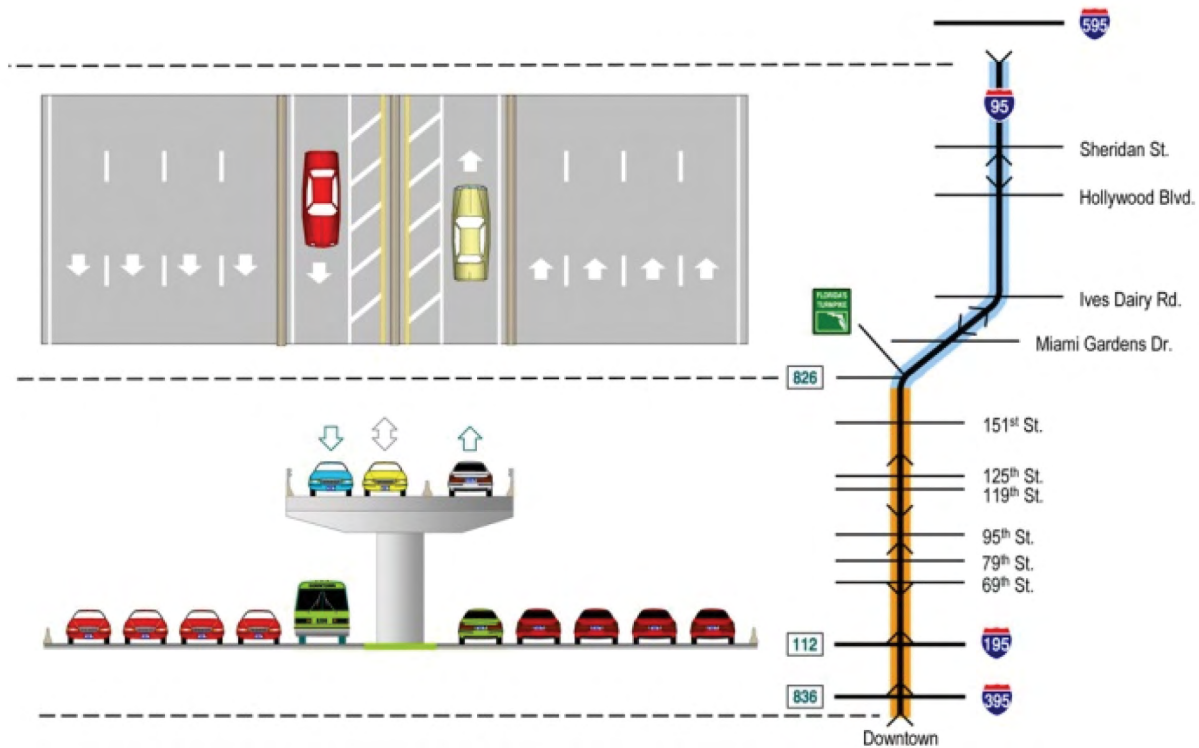 595
95
Sheridan St.
Hollywood Blvd.
FLORIDA'S
TURNPIKE
Ives Dairy Rd.
Miami Gardens Dr.
826
151st St.
125th St.
119th St.
95th St.
79th St.
69th St.
112
195
836
395
Downtown